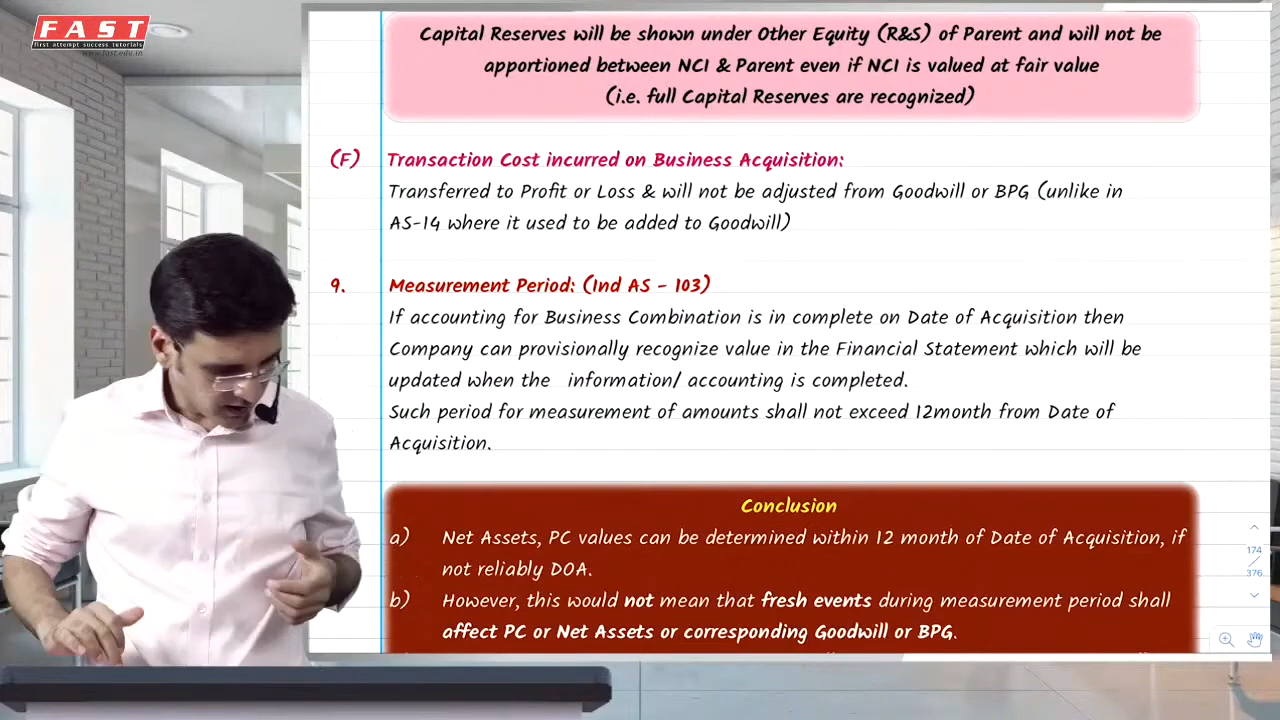 FAST
first attempt success tutorials
www.fast.edu.in
Capital Reserves will be shown under Other Equity (R&S) of Parent and will not be
apportioned between NCI & Parent even if NCI is valued at fair value
(i.e. full Capital Reserves are recognized)
(F) Transaction Cost incurred on Business Acquisition:
Transferred to Profit or Loss & will not be adjusted from Goodwill or BPG (unlike in
AS-14 where it used to be added to Goodwill)
9. Measurement Period: (Ind AS - 103)
If accounting for Business Combination is in complete on Date of Acquisition then
Company can provisionally recognize value in the Financial Statement which will be
updated when the information/ accounting is completed.
Such period for measurement of amounts shall not exceed 12month from Date of
Acquisition.
Conclusion
a) Net Assets, PC values can be determined within 12 month of Date of Acquisition, if
not reliably DOA.
b) However, this would not mean that fresh events during measurement period shall
affect PC or Net Assets or corresponding Goodwill or BPG.
174
376